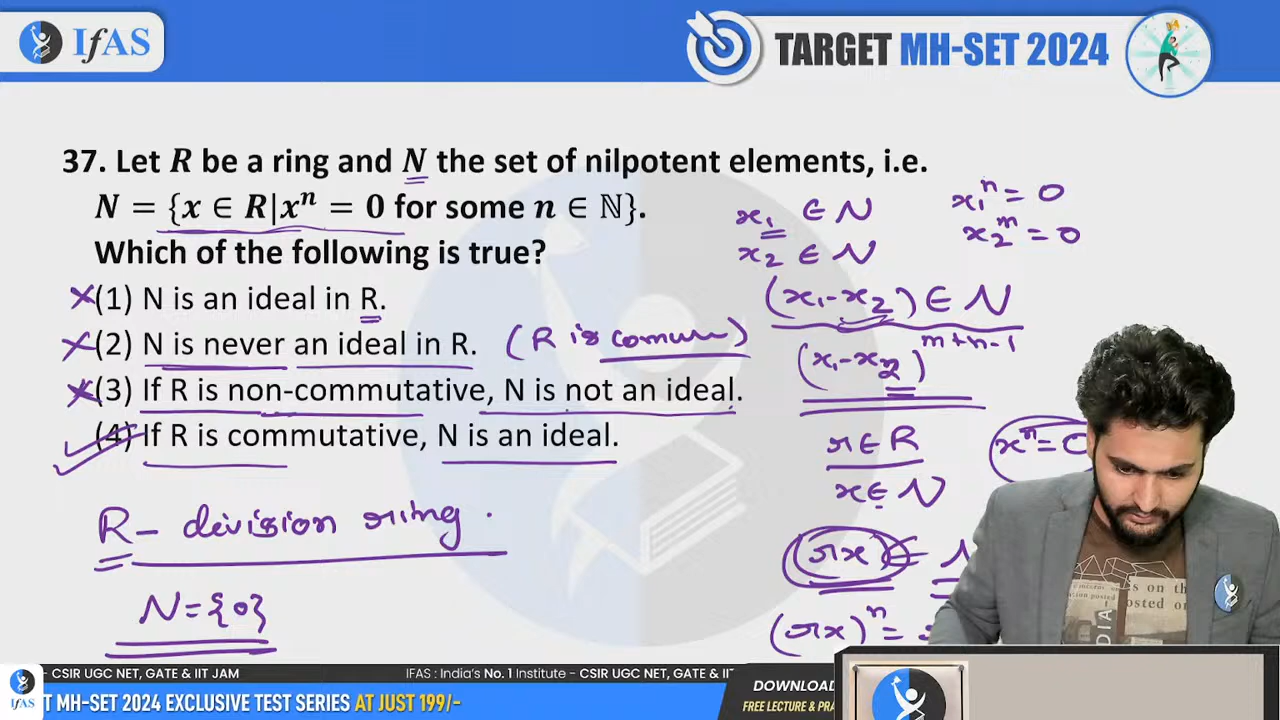 IfAS
TARGET MH-SET 2024
37. Let R be a ring and N the set of nilpotent elements, i.e.
N = {x ∈ R|xⁿ = 0 for some n ∈ ℕ}.
Which of the following is true?
(1) N is an ideal in R.
(2) N is never an ideal in R. (R is
(3) If R is non-commutative, N is not an ideal.
(4) If R is commutative, N is an ideal.
R - division ring.
N = {0}
x₁ ∈ N
x₂ ∈ N
x₁ⁿ = 0
x₂ᵐ = 0
(x₁-x₂) ∈ N
(x₁-x₂)ᵐ⁺ⁿ⁻¹
r ∈ R
x ∈ N
xⁿ = 0
(rx) ∈ N
(rx)ⁿ =
- CSIR UGC NET, GATE & IIT JAM
IFAS : India's No. 1 Institute - CSIR UGC NET, GATE & IIT
IfAS
T MH-SET 2024 EXCLUSIVE TEST SERIES AT JUST 199/-
DOWNLOAD
FREE LECTURE & PRA